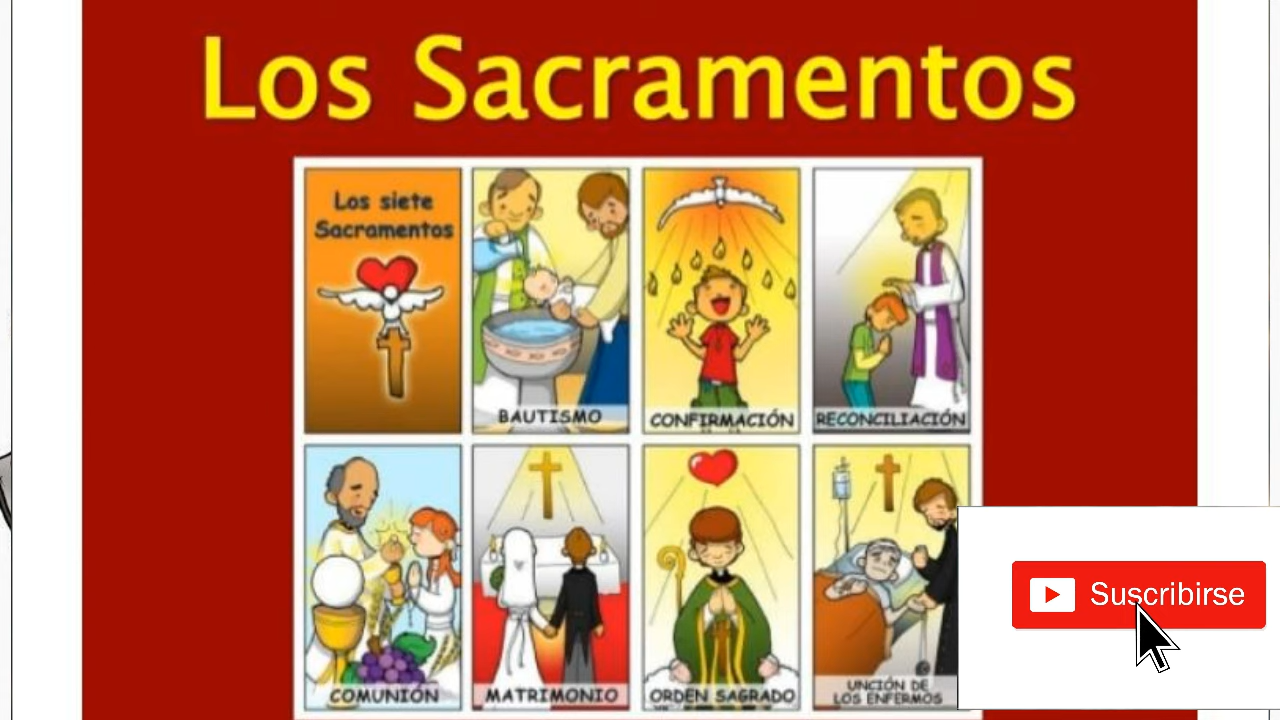 Los Sacramentos
Los siete
Sacramentos
BAUTISMO
CONFIRMACIÓN
RECONCILIACIÓN
COMUNIÓN
MATRIMONIO
ORDEN SAGRADO
UNCIÓN DE
LOS ENFERMOS
Suscribirse